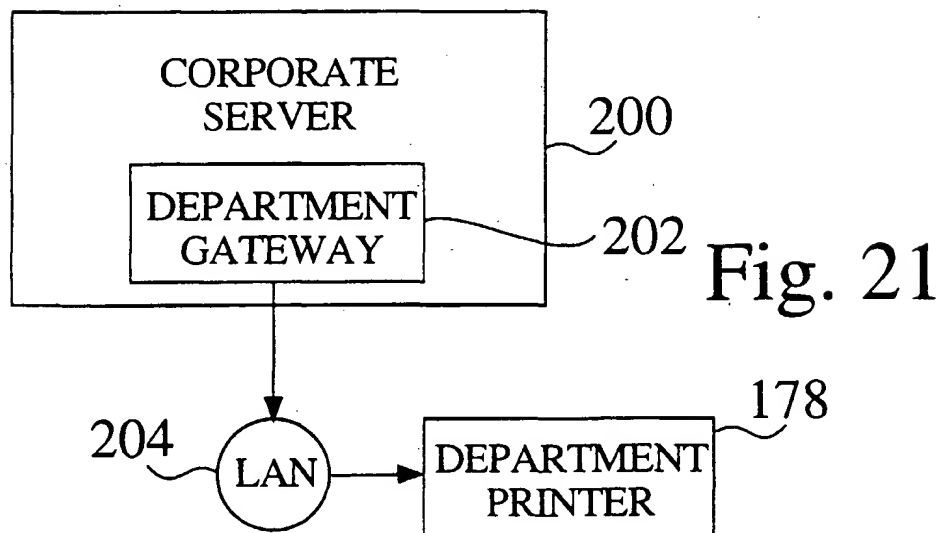 CORPORATE
SERVER
200
DEPARTMENT
GATEWAY
202
Fig. 21
178
204
LAN
DEPARTMENT
PRINTER